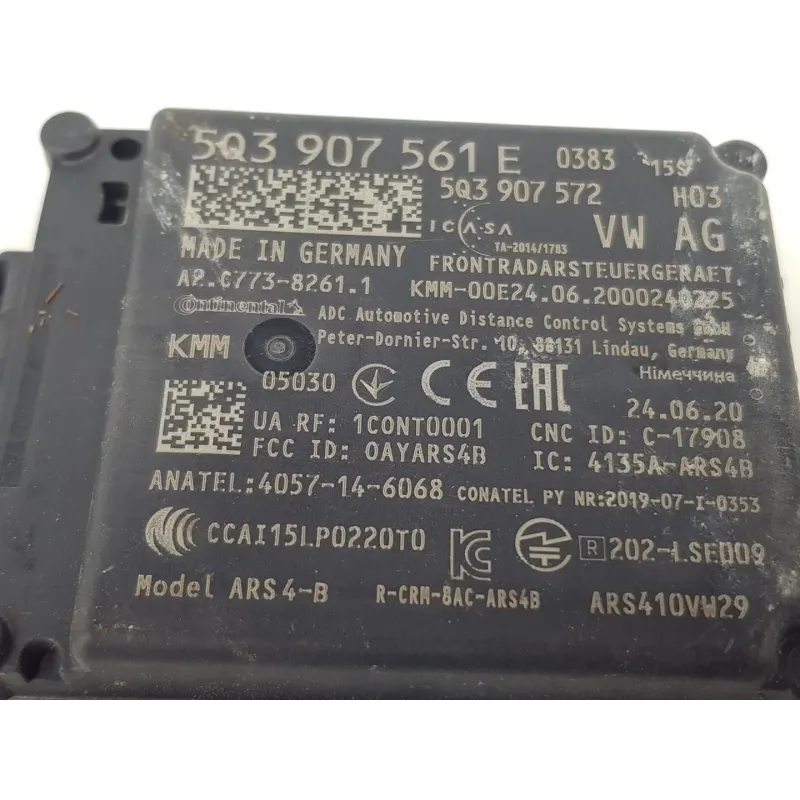 5Q3 907 561 E 0383 15S
5Q3 907 572 H03
ICASA VW AG
TA-2014/1783
MADE IN GERMANY FRONTRADARSTEUERGERAET
A2.C773-8261.1 KMM-00E24.06.2000240225
Continental ADC Automotive Distance Control Systems GmbH
KMM Peter-Dornier-Str. 10, 88131 Lindau, Germany
Німеччина
05030 CE EAC
24.06.20
UA RF: 1CONT0001 CNC ID: C-17908
FCC ID: OAYARS4B IC: 4135A-ARS4B
ANATEL:4057-14-6068 CONATEL PY NR:2019-07-I-0353
CCAI15LP0220T0 R 202-LSE009
Model ARS4-B R-CRM-8AC-ARS4B ARS410VW29